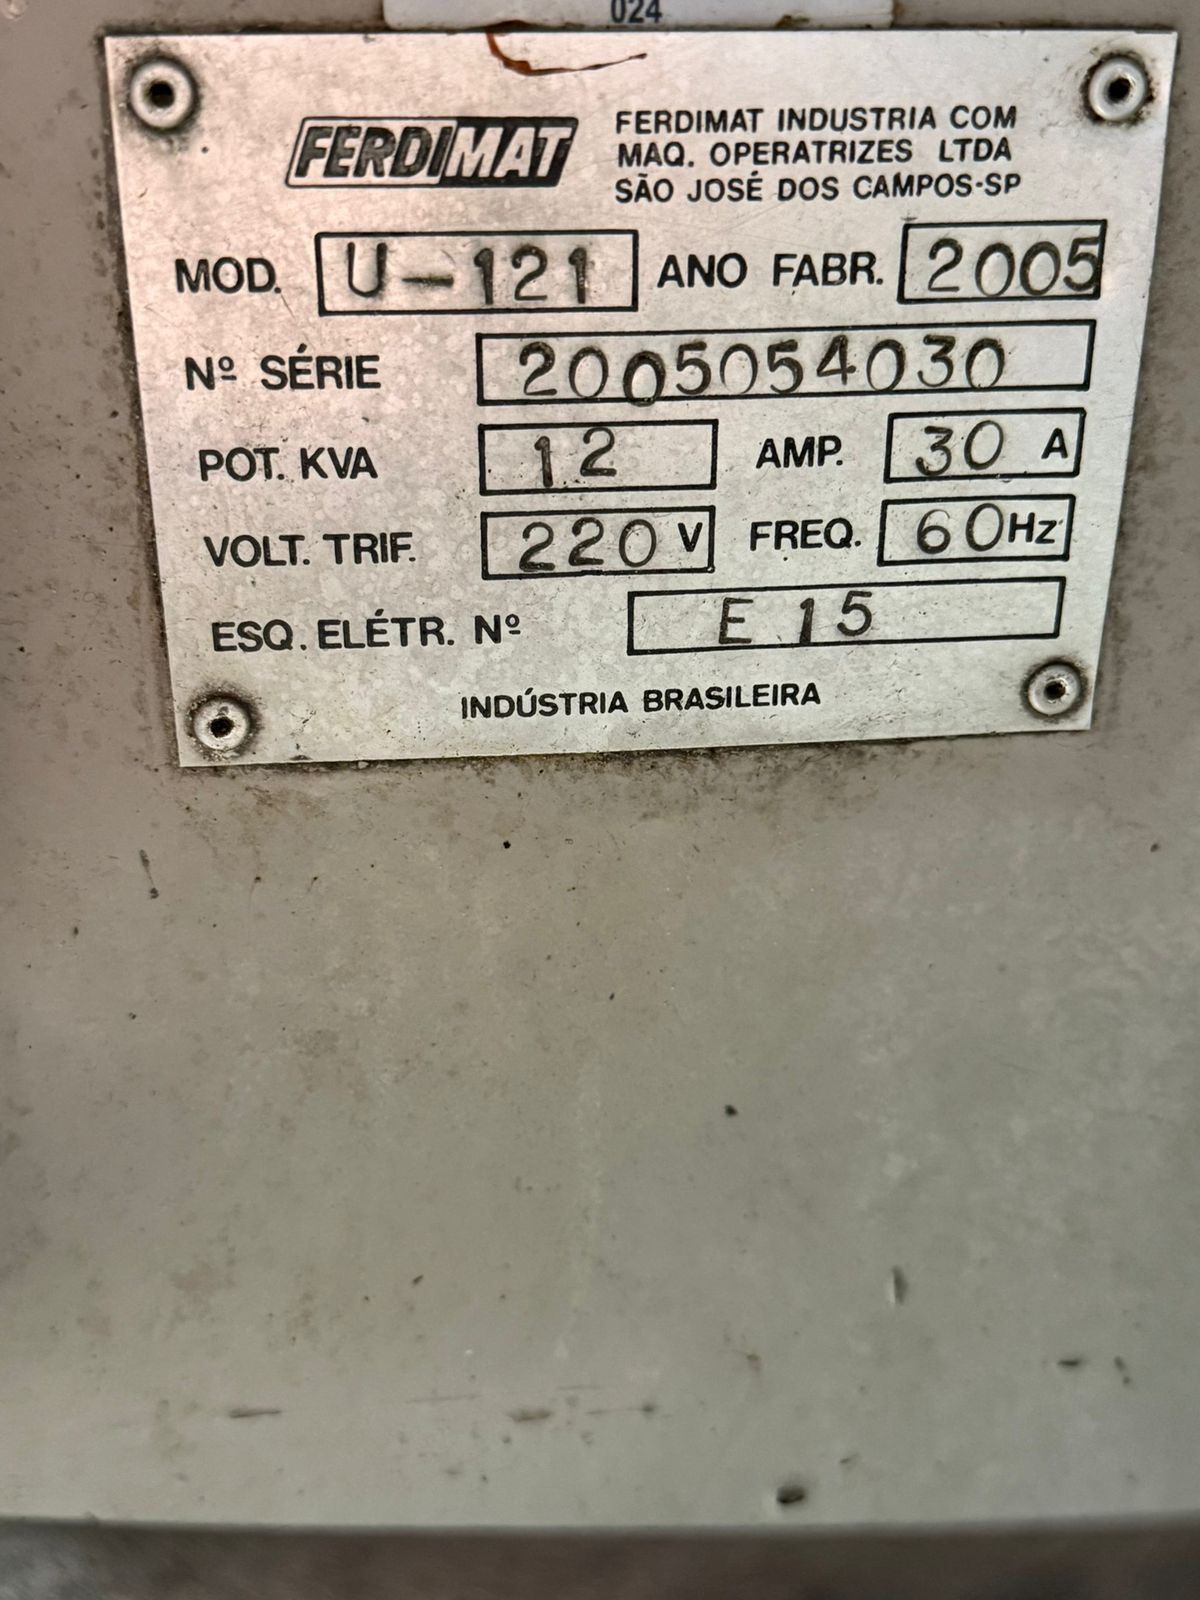 024
FERDIMAT
FERDIMAT INDUSTRIA COM
MAQ. OPERATRIZES LTDA
SÃO JOSÉ DOS CAMPOS-SP
MOD. U-121 ANO FABR. 2005
Nº SÉRIE 2005054030
POT. KVA 12 AMP. 30 A
VOLT. TRIF. 220 V FREQ. 60 Hz
ESQ. ELÉTR. Nº E 15
INDÚSTRIA BRASILEIRA